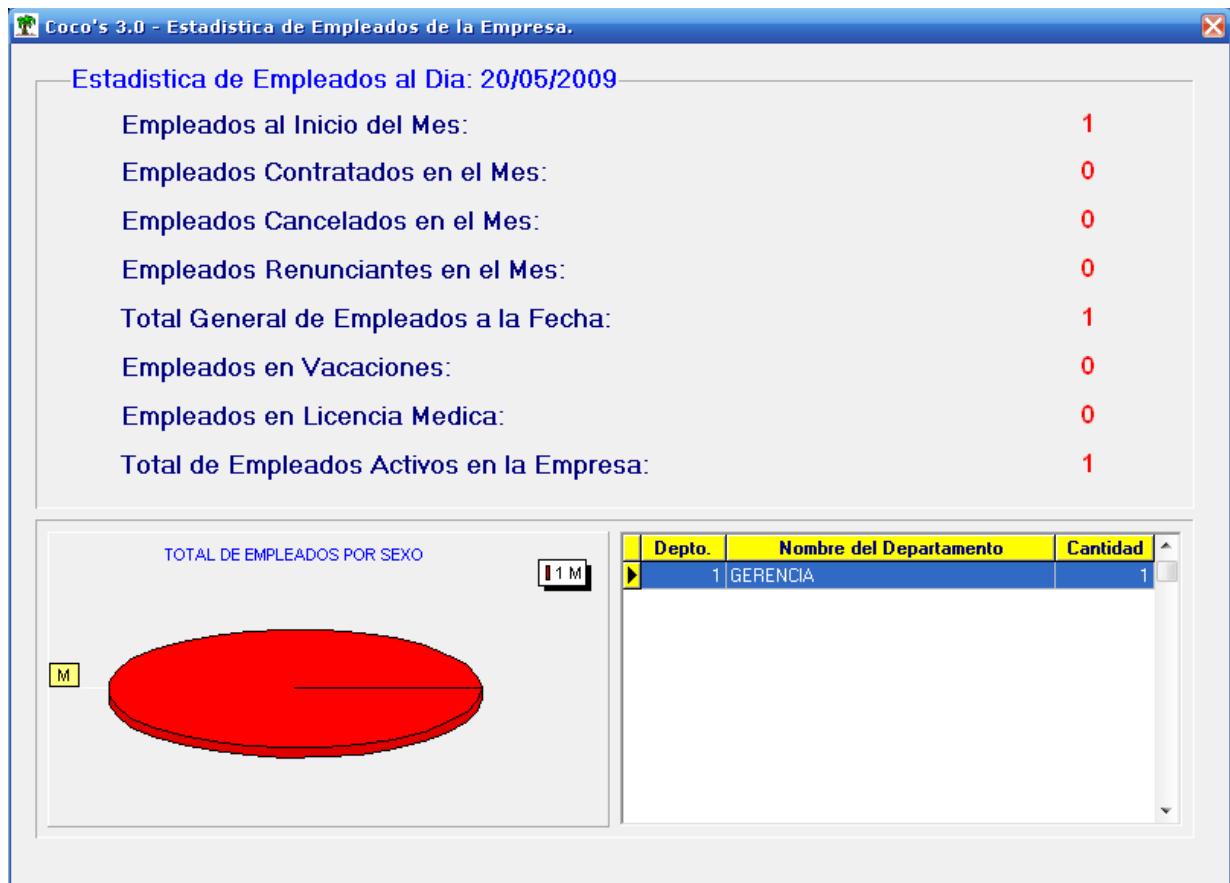 Coco's 3.0 - Estadistica de Empleados de la Empresa.
Estadistica de Empleados al Dia: 20/05/2009
Empleados al Inicio del Mes: 1
Empleados Contratados en el Mes: 0
Empleados Cancelados en el Mes: 0
Empleados Renunciantes en el Mes: 0
Total General de Empleados a la Fecha: 1
Empleados en Vacaciones: 0
Empleados en Licencia Medica: 0
Total de Empleados Activos en la Empresa: 1
TOTAL DE EMPLEADOS POR SEXO
1 M
M
Depto. Nombre del Departamento Cantidad
1 GERENCIA 1